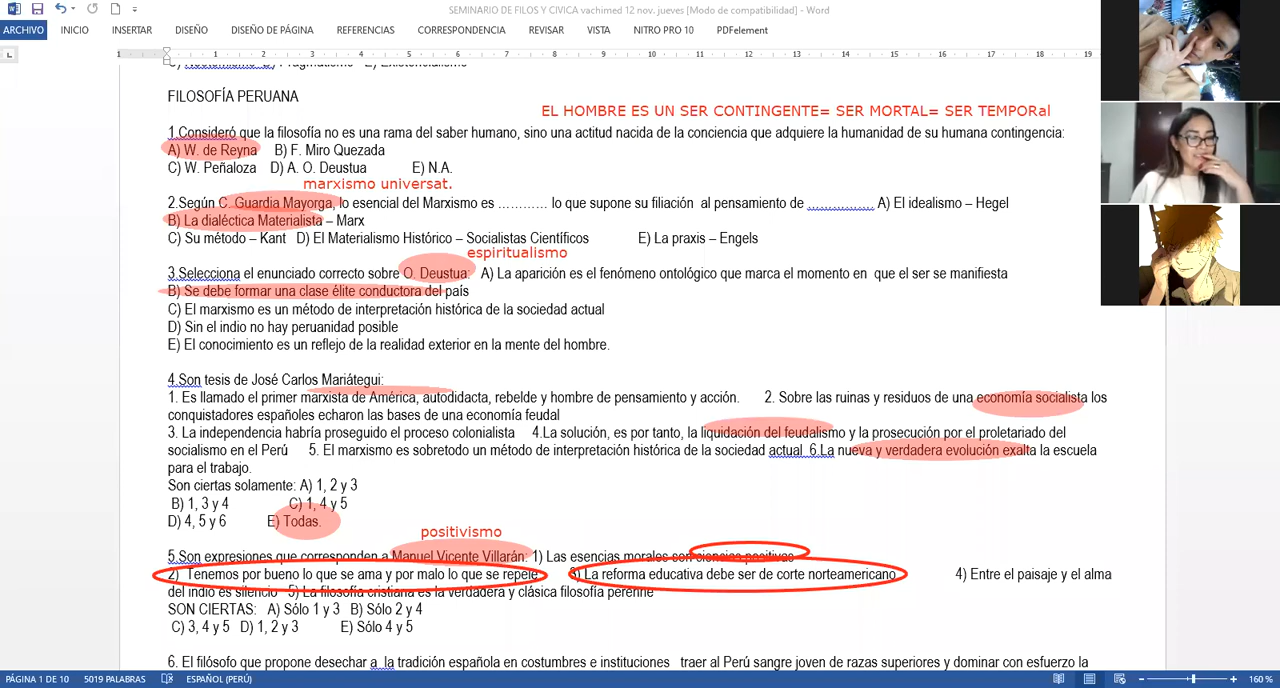 SEMINARIO DE FILOS Y CIVICA vachimed 12 nov. jueves [Modo de compatibilidad] - Word
ARCHIVO INICIO INSERTAR DISEÑO DISEÑO DE PÁGINA REFERENCIAS CORRESPONDENCIA REVISAR VISTA NITRO PRO 10 PDFelement
1 1 2 3 4 5 6 7 8 9 10 11 12 13 14 15 16 17 18 19
FILOSOFÍA PERUANA
EL HOMBRE ES UN SER CONTINGENTE= SER MORTAL= SER TEMPORal
1.Consideró que la filosofía no es una rama del saber humano, sino una actitud nacida de la conciencia que adquiere la humanidad de su humana contingencia:
A) W. de Reyna B) F. Miro Quezada
C) W. Peñaloza D) A. O. Deustua E) N.A.
marxismo universat.
2.Según C. Guardia Mayorga, lo esencial del Marxismo es ………… lo que supone su filiación al pensamiento de ……………… A) El idealismo – Hegel
B) La dialéctica Materialista – Marx
C) Su método – Kant D) El Materialismo Histórico – Socialistas Científicos E) La praxis – Engels
espiritualismo
3.Selecciona el enunciado correcto sobre O. Deustua: A) La aparición es el fenómeno ontológico que marca el momento en que el ser se manifiesta
B) Se debe formar una clase élite conductora del país
C) El marxismo es un método de interpretación histórica de la sociedad actual
D) Sin el indio no hay peruanidad posible
E) El conocimiento es un reflejo de la realidad exterior en la mente del hombre.
4.Son tesis de José Carlos Mariátegui:
1. Es llamado el primer marxista de América, autodidacta, rebelde y hombre de pensamiento y acción. 2. Sobre las ruinas y residuos de una economía socialista los
conquistadores españoles echaron las bases de una economía feudal
3. La independencia habría proseguido el proceso colonialista 4.La solución, es por tanto, la liquidación del feudalismo y la prosecución por el proletariado del
socialismo en el Perú 5. El marxismo es sobretodo un método de interpretación histórica de la sociedad actual 6.La nueva y verdadera evolución exalta la escuela
para el trabajo.
Son ciertas solamente: A) 1, 2 y 3
B) 1, 3 y 4 C) 1, 4 y 5
D) 4, 5 y 6 E) Todas.
positivismo
5.Son expresiones que corresponden a Manuel Vicente Villarán: 1) Las esencias morales son ciencias positivas
2) Tenemos por bueno lo que se ama y por malo lo que se repele 3) La reforma educativa debe ser de corte norteamericano 4) Entre el paisaje y el alma
del indio es silencio 5) La filosofía cristiana es la verdadera y clásica filosofía perenne
SON CIERTAS: A) Sólo 1 y 3 B) Sólo 2 y 4
C) 3, 4 y 5 D) 1, 2 y 3 E) Sólo 4 y 5
6. El filósofo que propone desechar a la tradición española en costumbres e instituciones traer al Perú sangre joven de razas superiores y dominar con esfuerzo la
PÁGINA 1 DE 10 5019 PALABRAS ESPAÑOL (PERÚ) 160 %